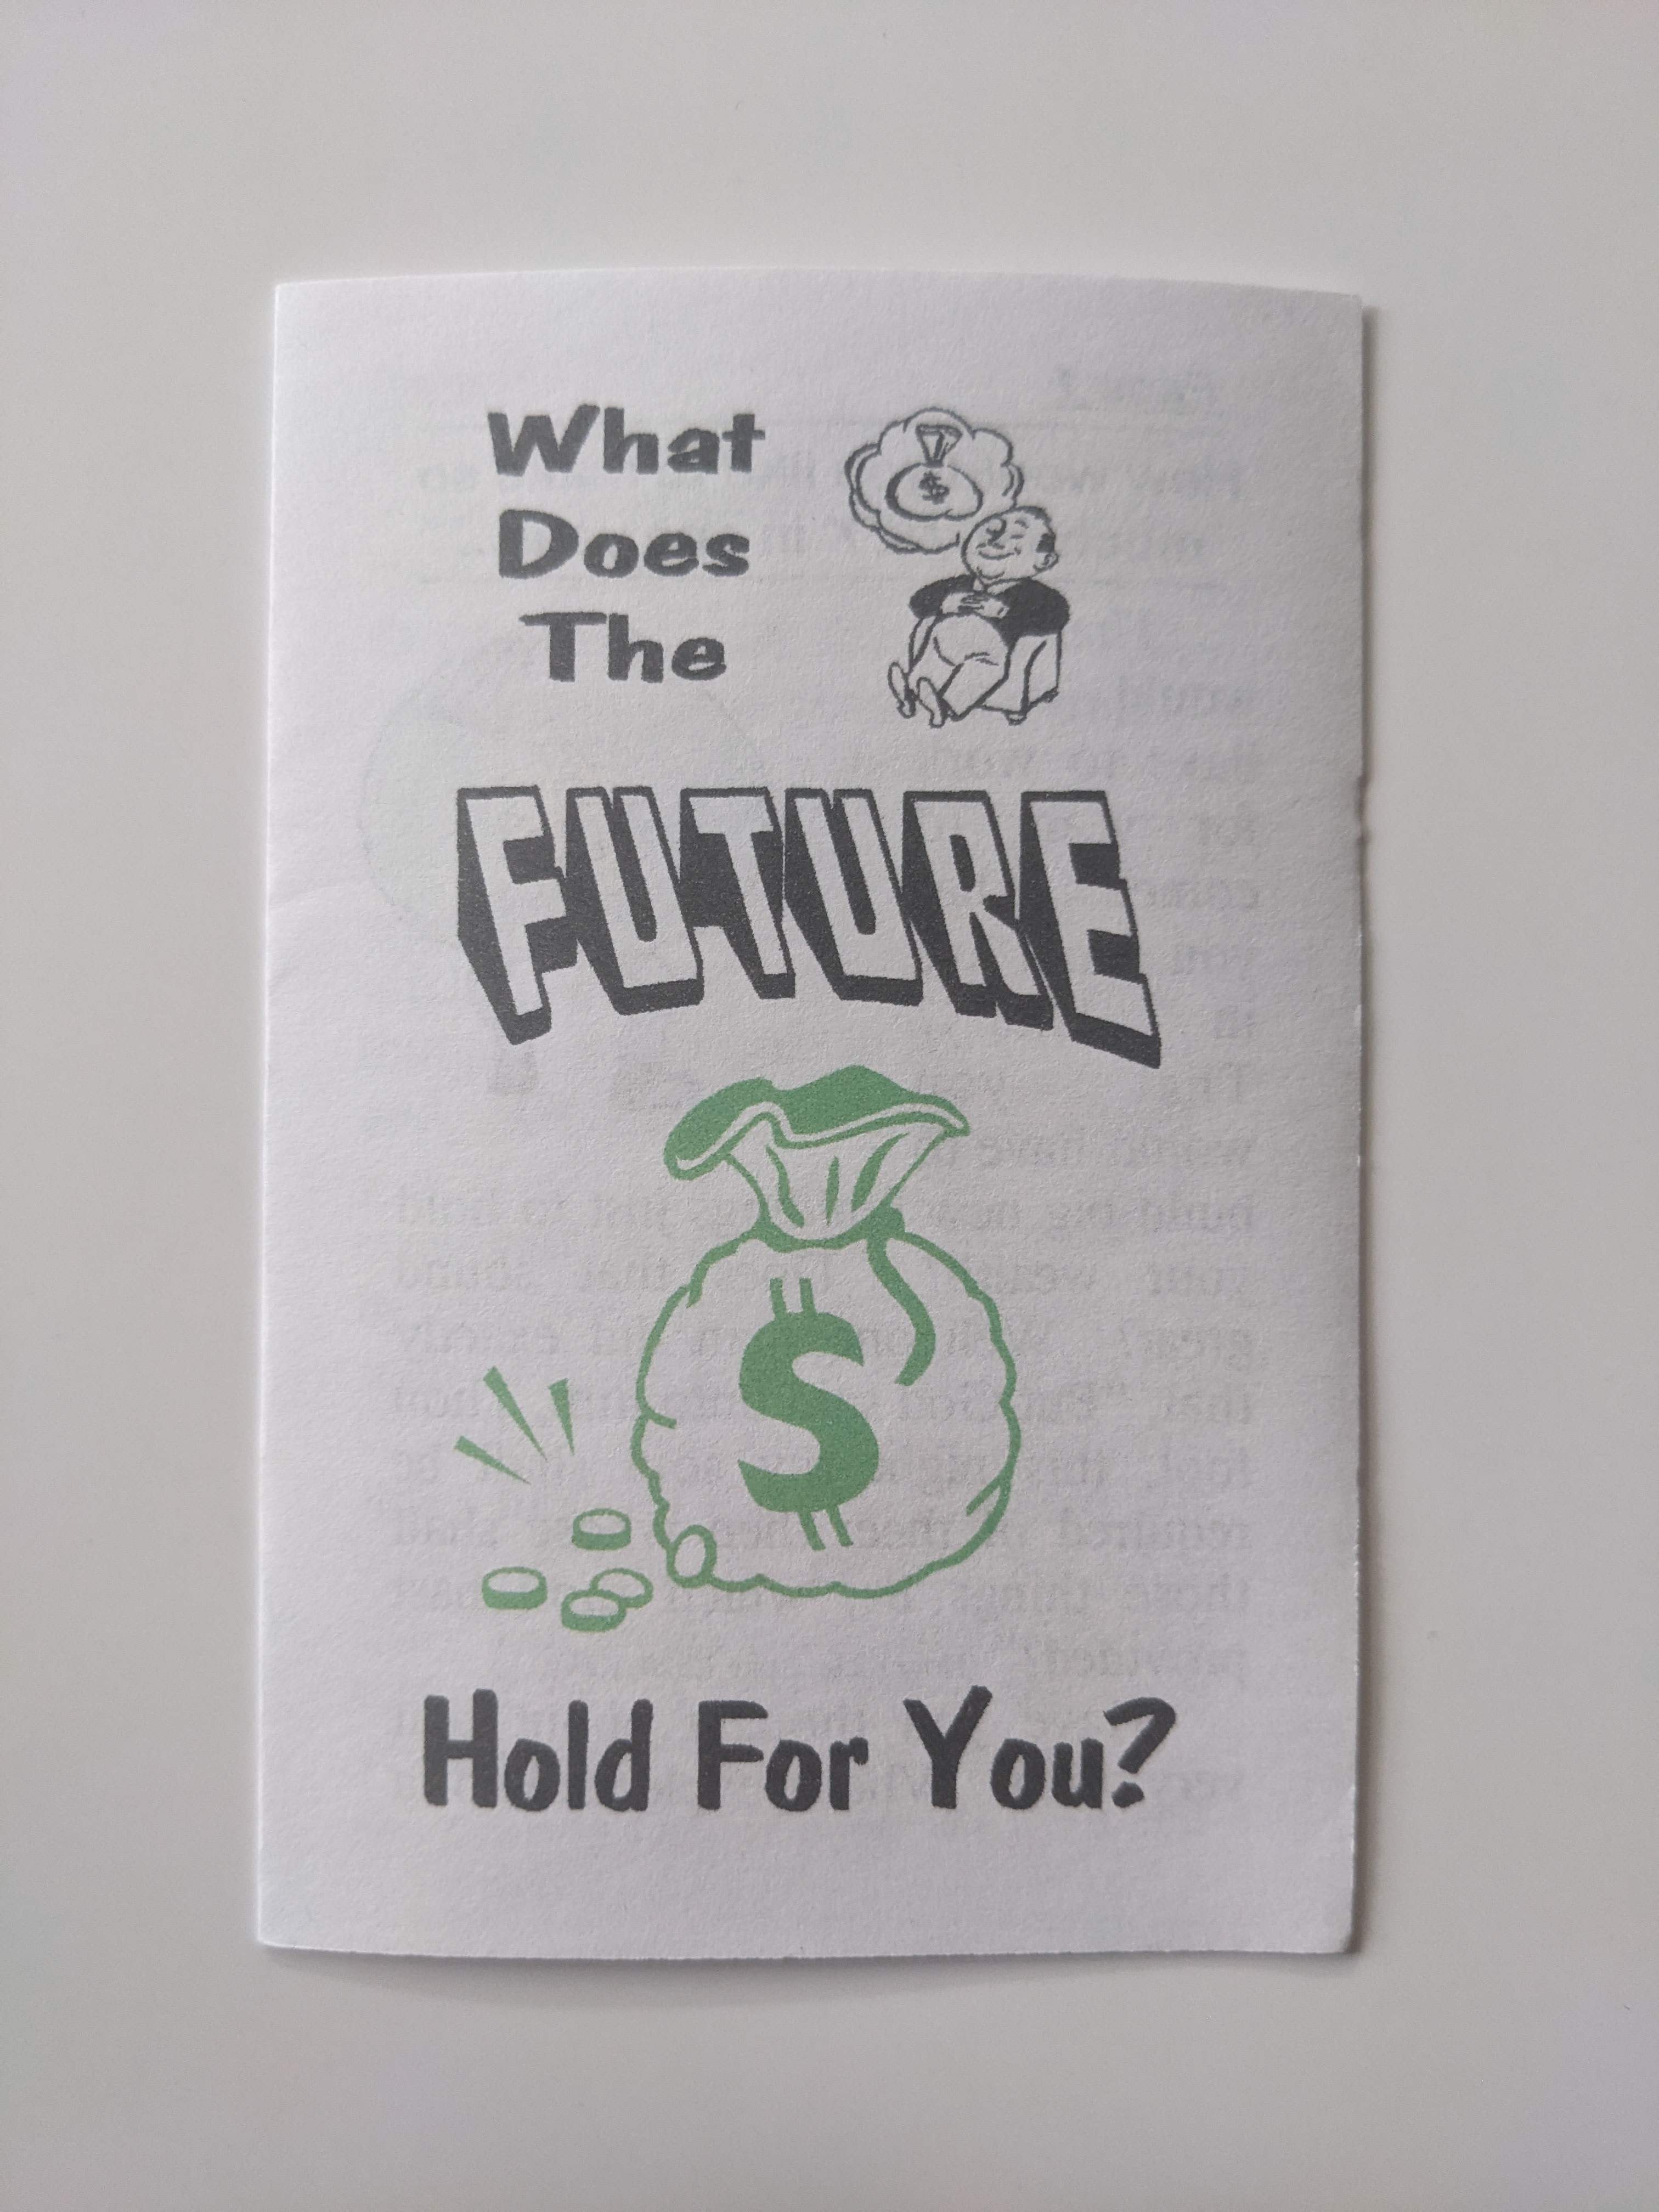 What
Does
The
$
FUTURE
$
Hold For You?